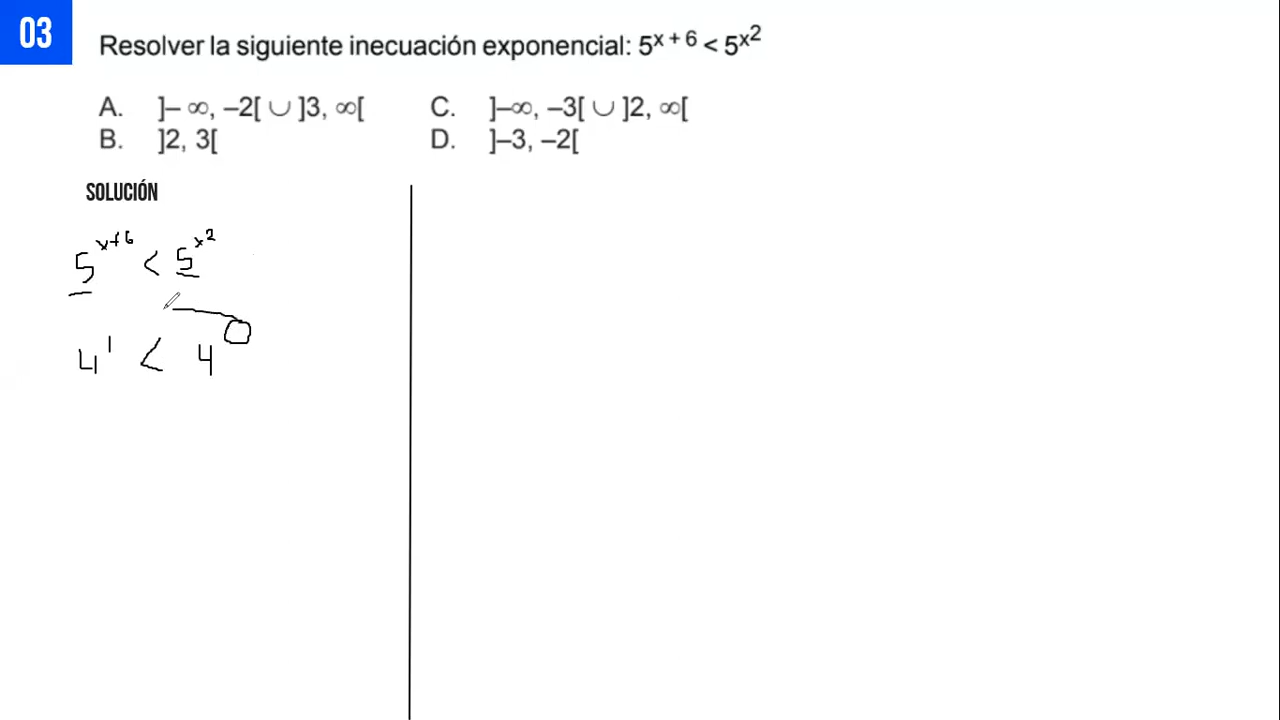 03
Resolver la siguiente inecuación exponencial: 5^{x + 6} < 5^{x^2}
A. ]– ∞, –2[ ∪ ]3, ∞[
B. ]2, 3[
C. ]–∞, –3[ ∪ ]2, ∞[
D. ]–3, –2[
SOLUCIÓN
5^{x+6} < 5^{x^2}
4^1 < 4^□